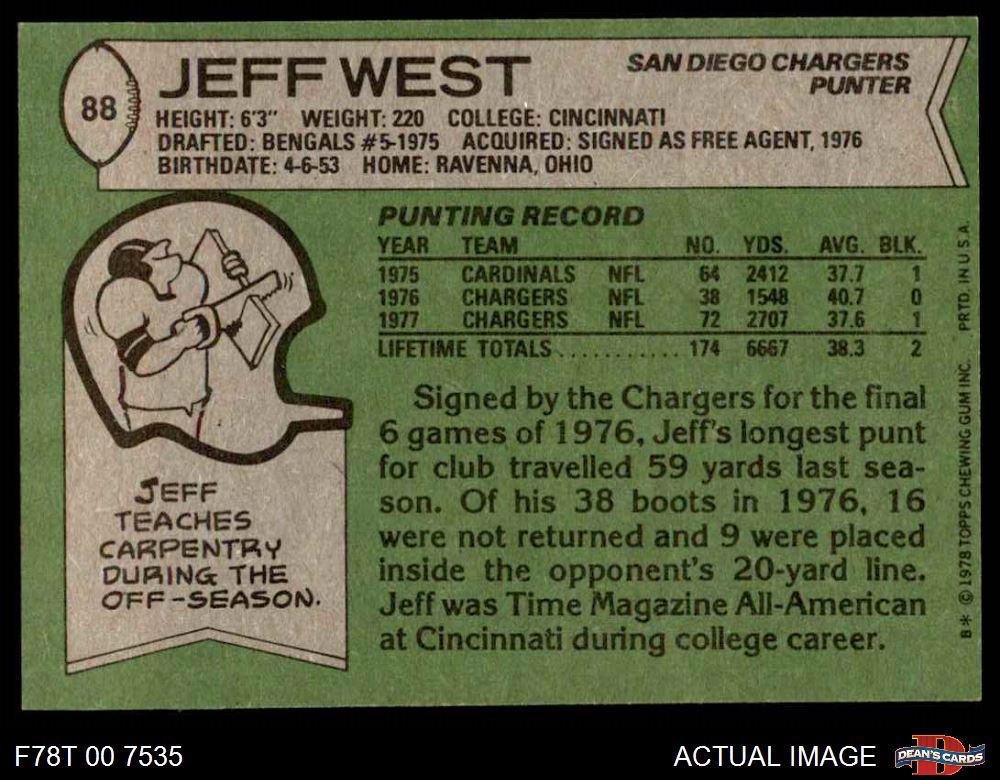 88
JEFF WEST
SAN DIEGO CHARGERS
PUNTER
HEIGHT: 6'3" WEIGHT: 220 COLLEGE: CINCINNATI
DRAFTED: BENGALS #5-1975 ACQUIRED: SIGNED AS FREE AGENT, 1976
BIRTHDATE: 4-6-53 HOME: RAVENNA, OHIO
PUNTING RECORD
YEAR TEAM NO. YDS. AVG. BLK.
1975 CARDINALS NFL 64 2412 37.7 1
1976 CHARGERS NFL 38 1548 40.7 0
1977 CHARGERS NFL 72 2707 37.6 1
LIFETIME TOTALS........... 174 6667 38.3 2
Signed by the Chargers for the final
6 games of 1976, Jeff's longest punt
for club travelled 59 yards last sea-
son. Of his 38 boots in 1976, 16
were not returned and 9 were placed
inside the opponent's 20-yard line.
Jeff was Time Magazine All-American
at Cincinnati during college career.
JEFF
TEACHES
CARPENTRY
DURING THE
OFF-SEASON.
B* © 1978 TOPPS CHEWING GUM INC. PRTD. IN U.S.A.
F78T 00 7535
ACTUAL IMAGE
D
DEAN'S CARDS